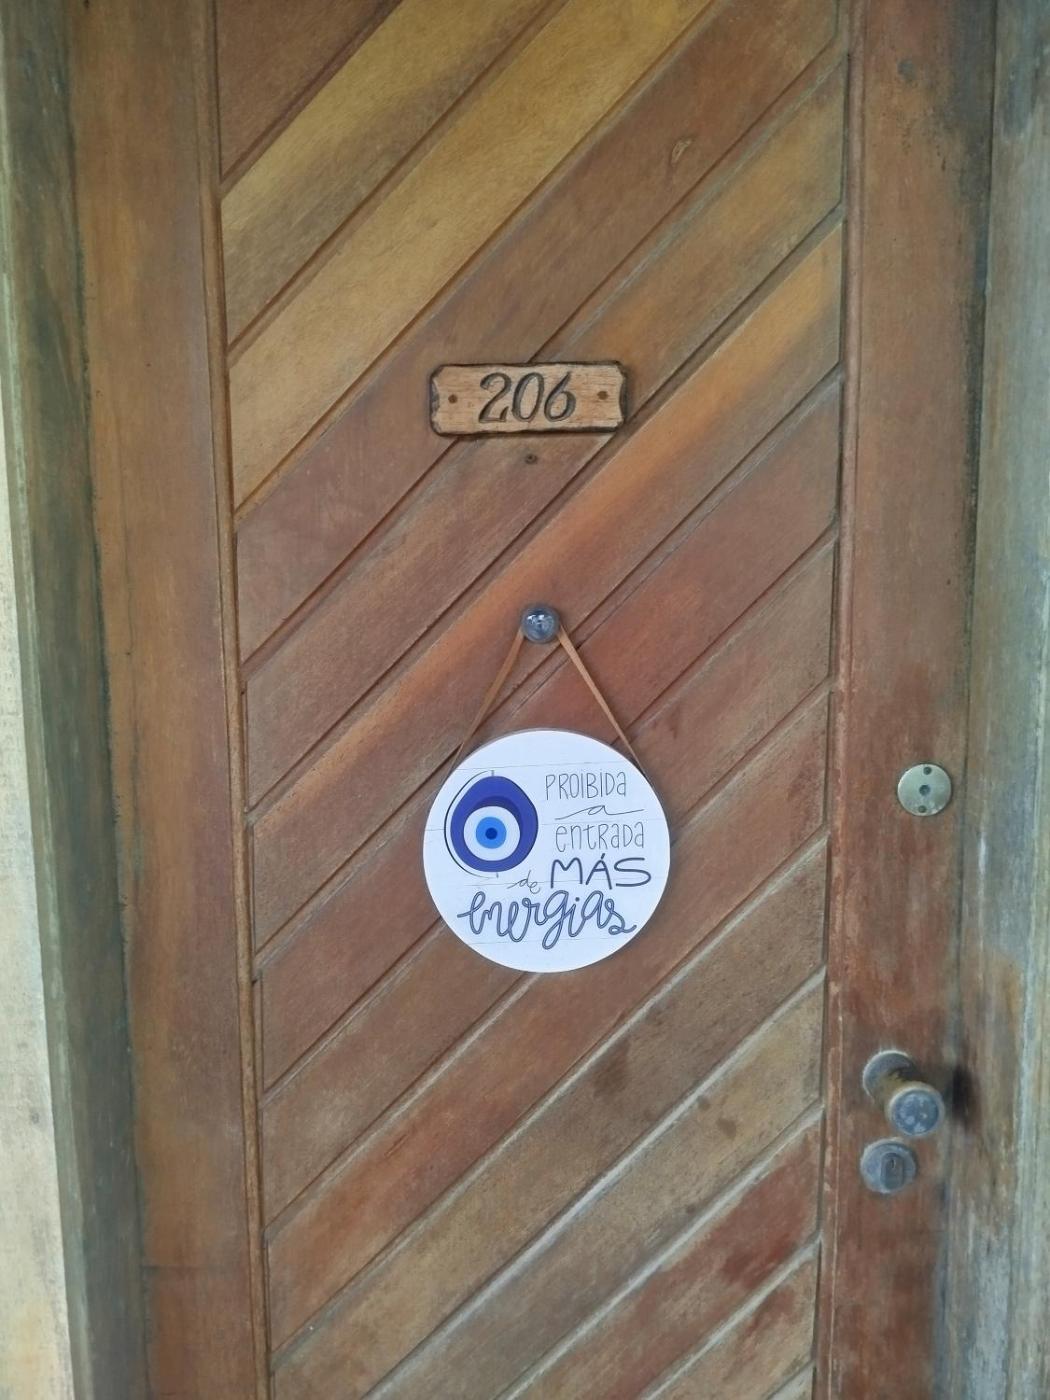 206
PROIBIDA
a
entrada
de MÁS
energias